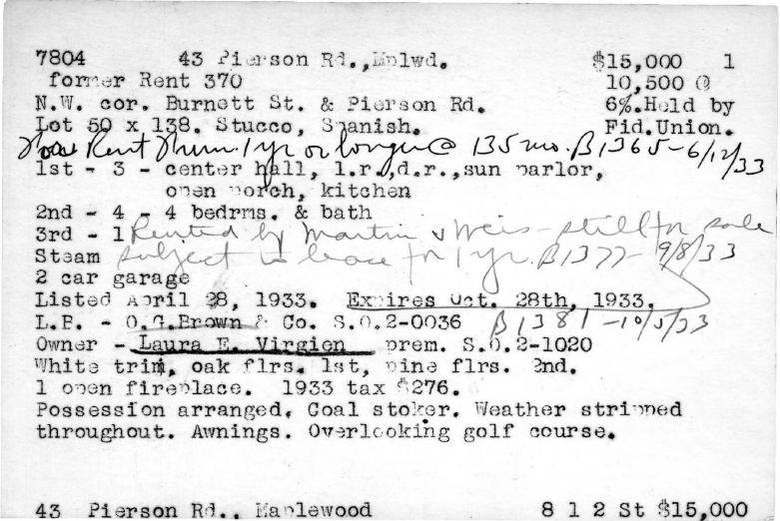 7804 43 Pierson Rd.,Mplwd. $15,000 1
former Rent 370 10,500 @
N.W. cor. Burnett St. & Pierson Rd. 6%.Held by
Lot 50 x 138. Stucco, Spanish. Fid.Union.
Rent Thurn. 1 yr or longer @ 135 mo. B1365-6/12/33
1st - 3 - center hall, l.r.,d.r.,sun parlor,
open porch, kitchen
2nd - 4 - 4 bedrms. & bath
3rd - 1 Rented by Martin & Weis - still for sale
Steam subject to lease for 1 yr. B1377- 9/8/33
2 car garage
Listed April 28, 1933. Expires Oct. 28th, 1933.
L.B. - O.G.Brown & Co. S.O.2-0036 B1381-10/5/33
Owner - Laura E. Virgien prem. S.O.2-1020
White trim, oak flrs. 1st, pine flrs. 2nd.
1 open fireplace. 1933 tax $276.
Possession arranged. Coal stoker. Weather stripped
throughout. Awnings. Overlooking golf course.
43 Pierson Rd., Maplewood 8 1 2 St $15,000